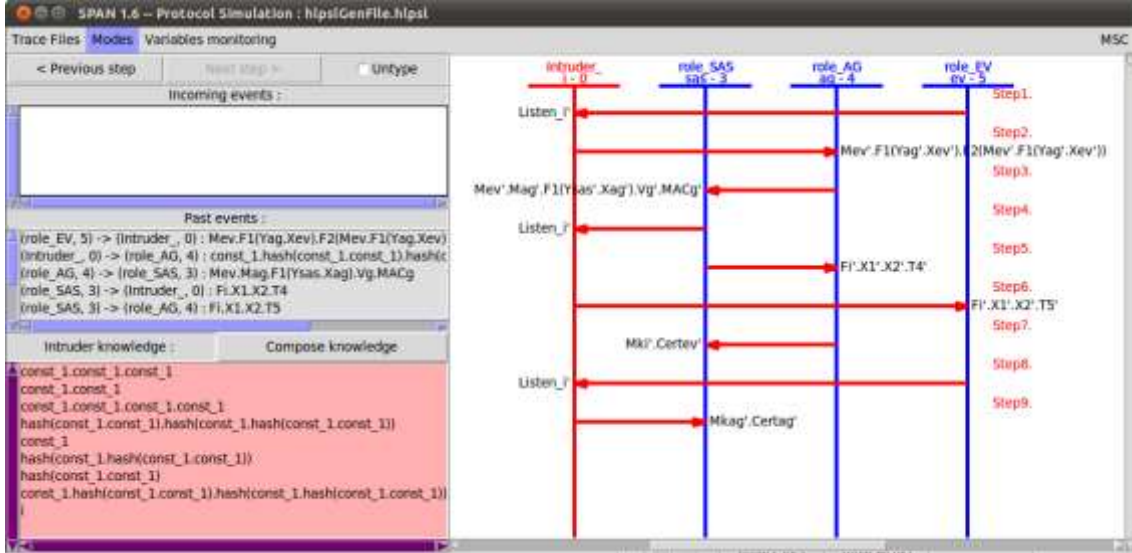 SPAN 1.6 -- Protocol Simulation : hlpslGenFile.hlpsl
Trace Files Modes Variables monitoring MSC
< Previous step Next step > Untype
Incoming events :
Past events :
(role_EV, 5) -> (Intruder_, 0) : Mev.F1(Yag.Xev).F2(Mev.F1(Yag.Xev)
(Intruder_, 0) -> (role_AG, 4) : const_1.hash(const_1.const_1).hash(c
(role_AG, 4) -> (role_SAS, 3) : Mev.Mag.F1(Ysas.Xag).Vg.MACg
(role_SAS, 3) -> (Intruder_, 0) : Fi.X1.X2.T4
(role_SAS, 3) -> (role_AG, 4) : Fi.X1.X2.T5
Intruder knowledge : Compose knowledge
const_1.const_1.const_1
const_1.const_1
const_1.const_1.const_1.const_1
hash(const_1.const_1).hash(const_1.hash(const_1.const_1))
const_1
hash(const_1.hash(const_1.const_1))
hash(const_1.const_1)
const_1.hash(const_1.const_1).hash(const_1.hash(const_1.const_1))
i
Intruder_ role_SAS role_AG role_EV
i - 0 sas - 3 ag - 4 ev - 5
Step1.
Listen_i'
Step2.
Mev'.F1(Yag'.Xev').F2(Mev'.F1(Yag'.Xev'))
Step3.
Mev'.Mag'.F1(Ysas'.Xag').Vg'.MACg'
Step4.
Listen_i'
Step5.
Fi'.X1'.X2'.T4'
Step6.
Fi'.X1'.X2'.T5'
Step7.
Mki'.Certev'
Step8.
Listen_i'
Step9.
Mkag'.Certag'